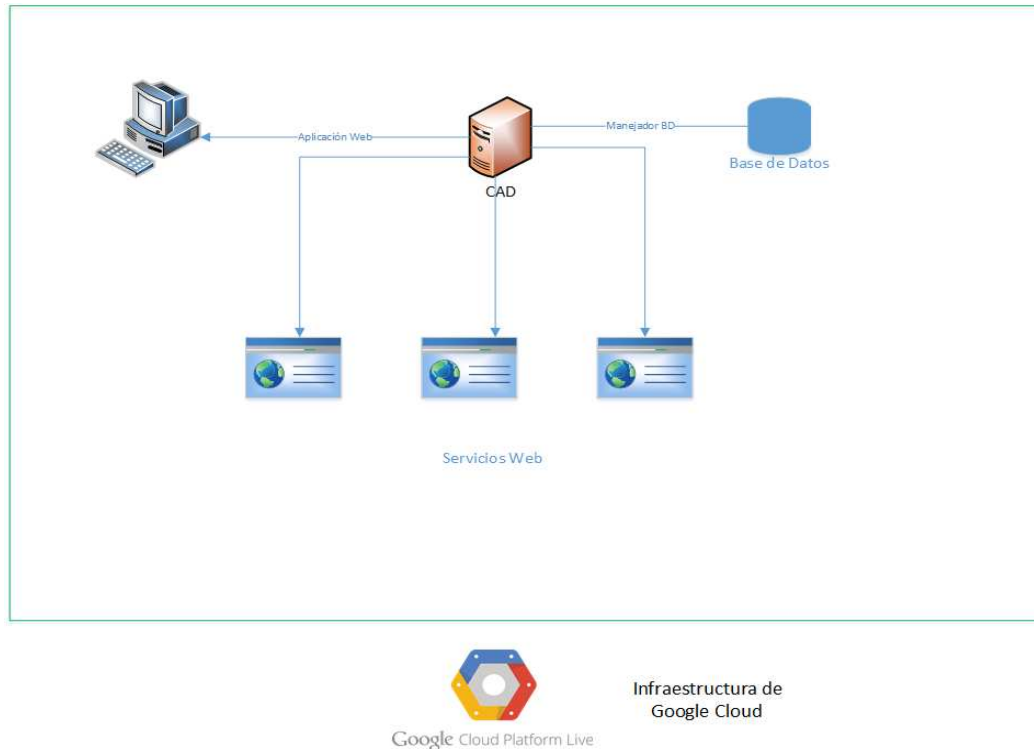 Aplicación Web
Manejador BD
Base de Datos
CAD
Servicios Web
Infraestructura de
Google Cloud
Google Cloud Platform Live